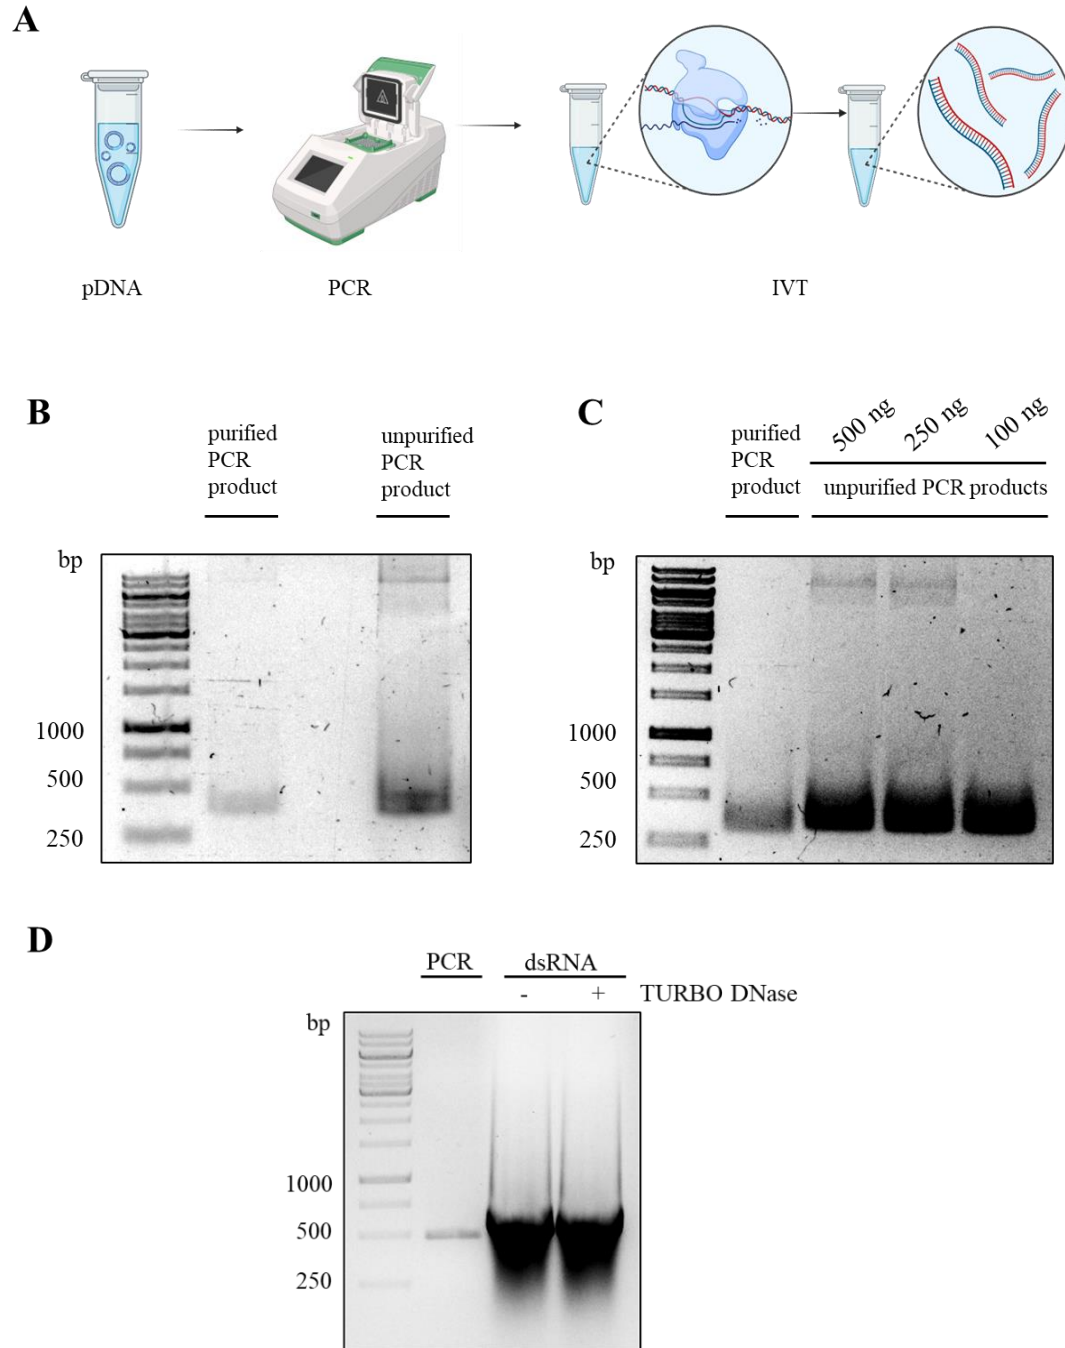 A
pDNA
PCR
IVT
B
purified
PCR
product
unpurified
PCR
product
bp
1000
500
250
C
purified
PCR
product
500 ng
250 ng
100 ng
unpurified PCR products
bp
1000
500
250
D
PCR
dsRNA
- + TURBO DNase
bp
1000
500
250